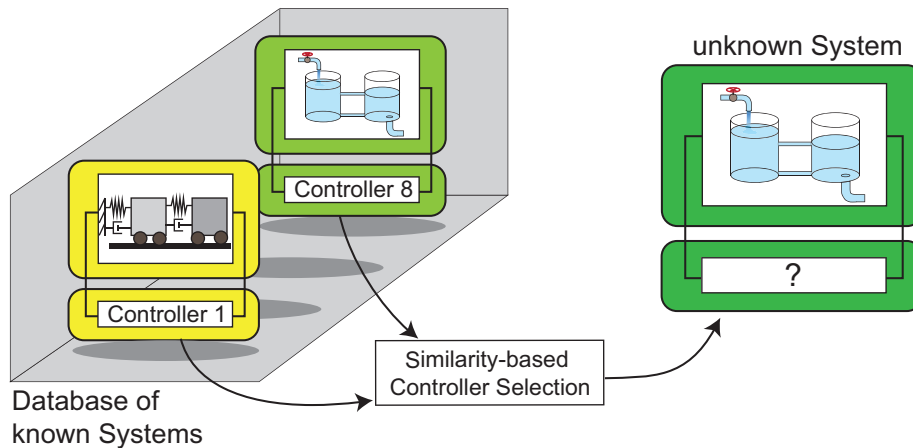 unknown System
Controller 8
Controller 1
?
Similarity-based
Controller Selection
Database of
known Systems